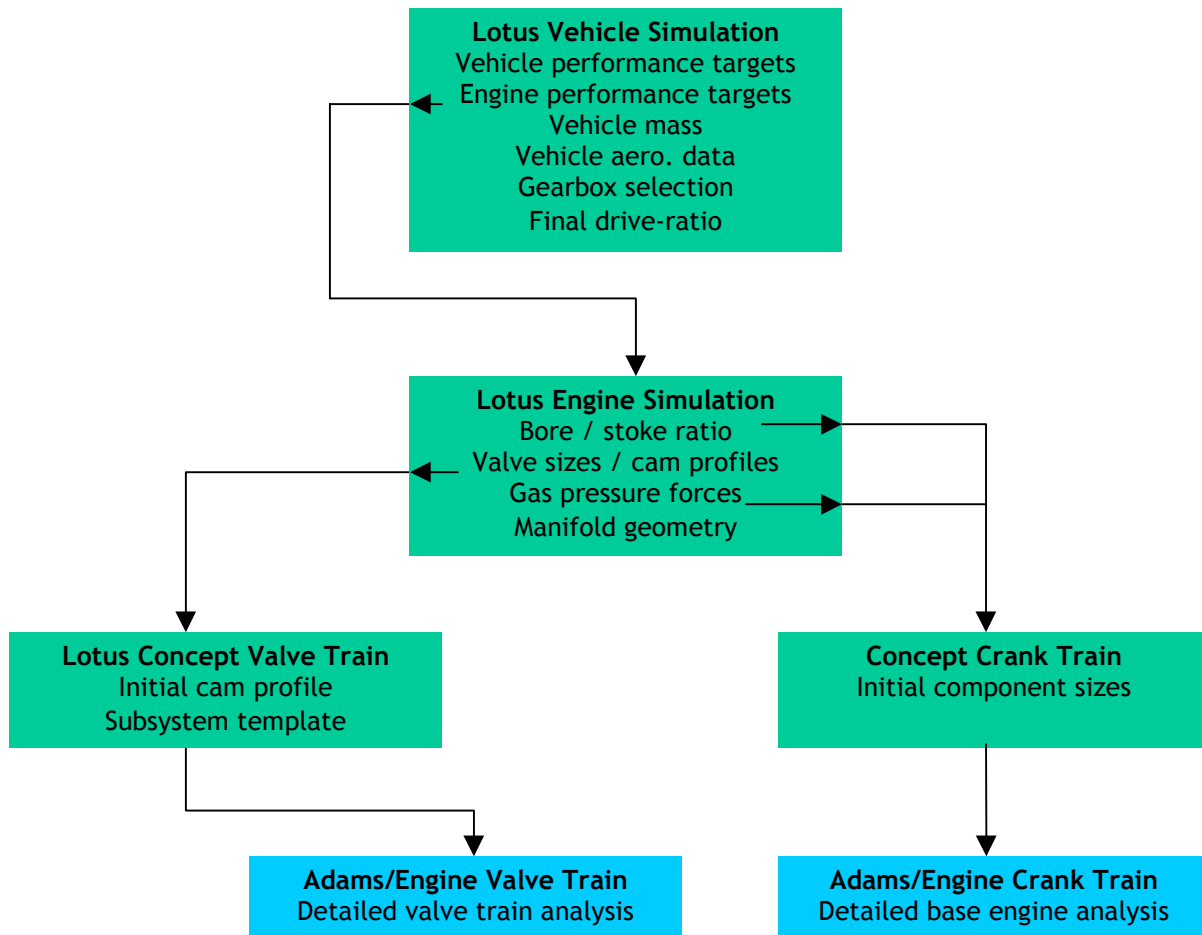 Lotus Vehicle Simulation
Vehicle performance targets
Engine performance targets
Vehicle mass
Vehicle aero. data
Gearbox selection
Final drive-ratio
Lotus Engine Simulation
Bore / stoke ratio
Valve sizes / cam profiles
Gas pressure forces
Manifold geometry
Lotus Concept Valve Train
Initial cam profile
Subsystem template
Concept Crank Train
Initial component sizes
Adams/Engine Valve Train
Detailed valve train analysis
Adams/Engine Crank Train
Detailed base engine analysis